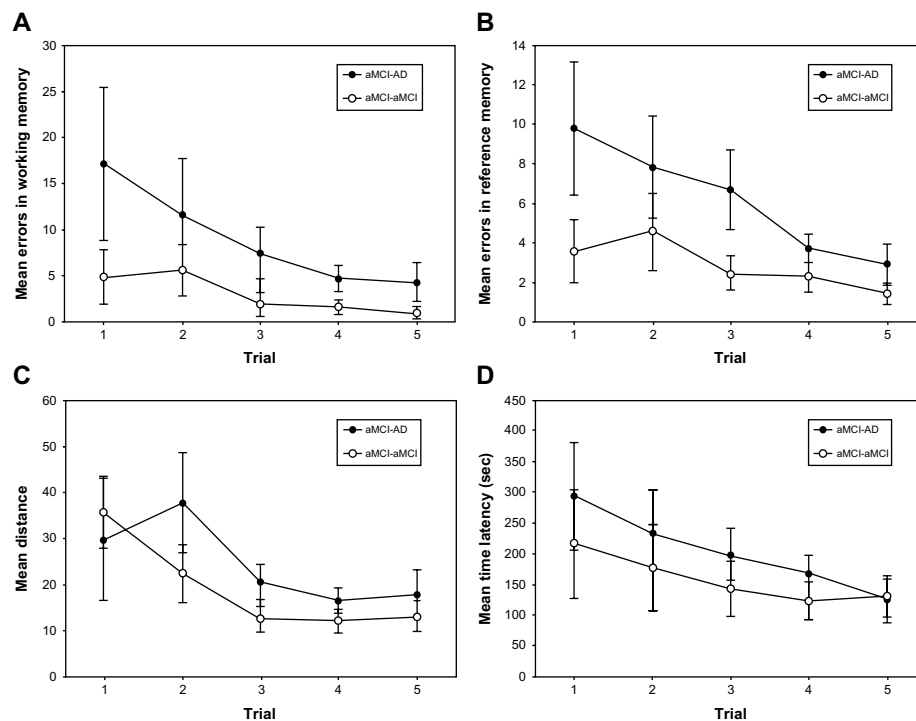 A
Mean errors in working memory
30
25
20
15
10
5
0
aMCI-AD
aMCI-aMCI
1 2 3 4 5
Trial
B
Mean errors in reference memory
14
12
10
8
6
4
2
0
aMCI-AD
aMCI-aMCI
1 2 3 4 5
Trial
C
Mean distance
60
50
40
30
20
10
0
aMCI-AD
aMCI-aMCI
1 2 3 4 5
Trial
D
Mean time latency (sec)
450
400
350
300
250
200
150
100
50
0
aMCI-AD
aMCI-aMCI
1 2 3 4 5
Trial